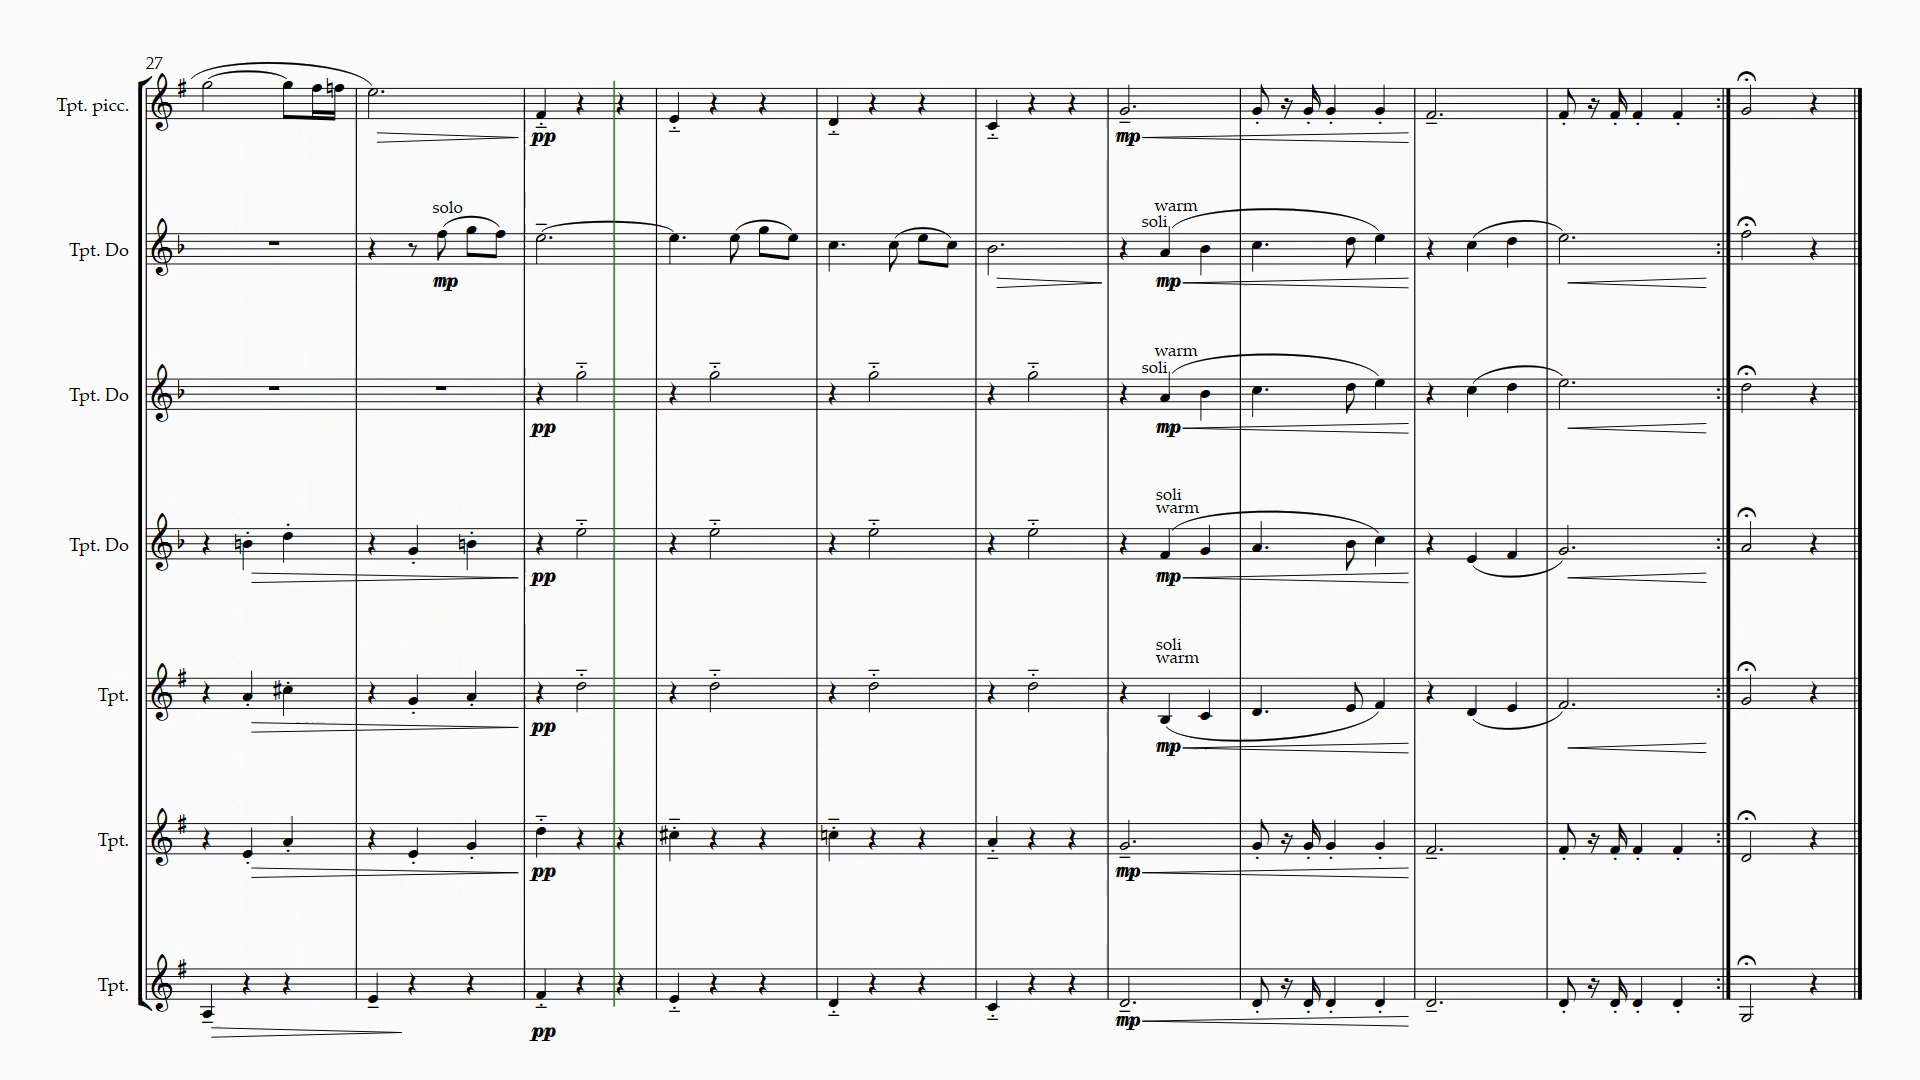 27
Tpt. picc.
pp
mp
solo
warm
soli
Tpt. Do
mp
mp
warm
soli
Tpt. Do
pp
mp
soli
warm
Tpt. Do
pp
mp
soli
warm
Tpt.
pp
mp
Tpt.
pp
mp
Tpt.
pp
mp